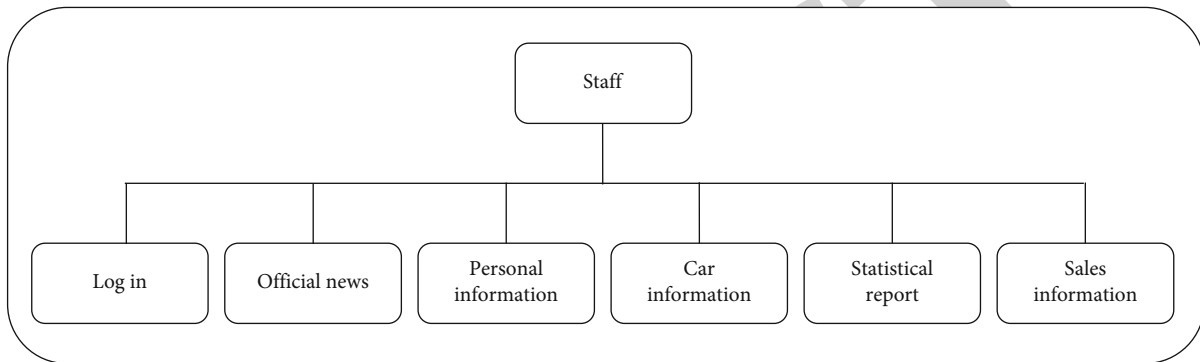 Staff
Log in
Official news
Personal
information
Car
information
Statistical
report
Sales
information